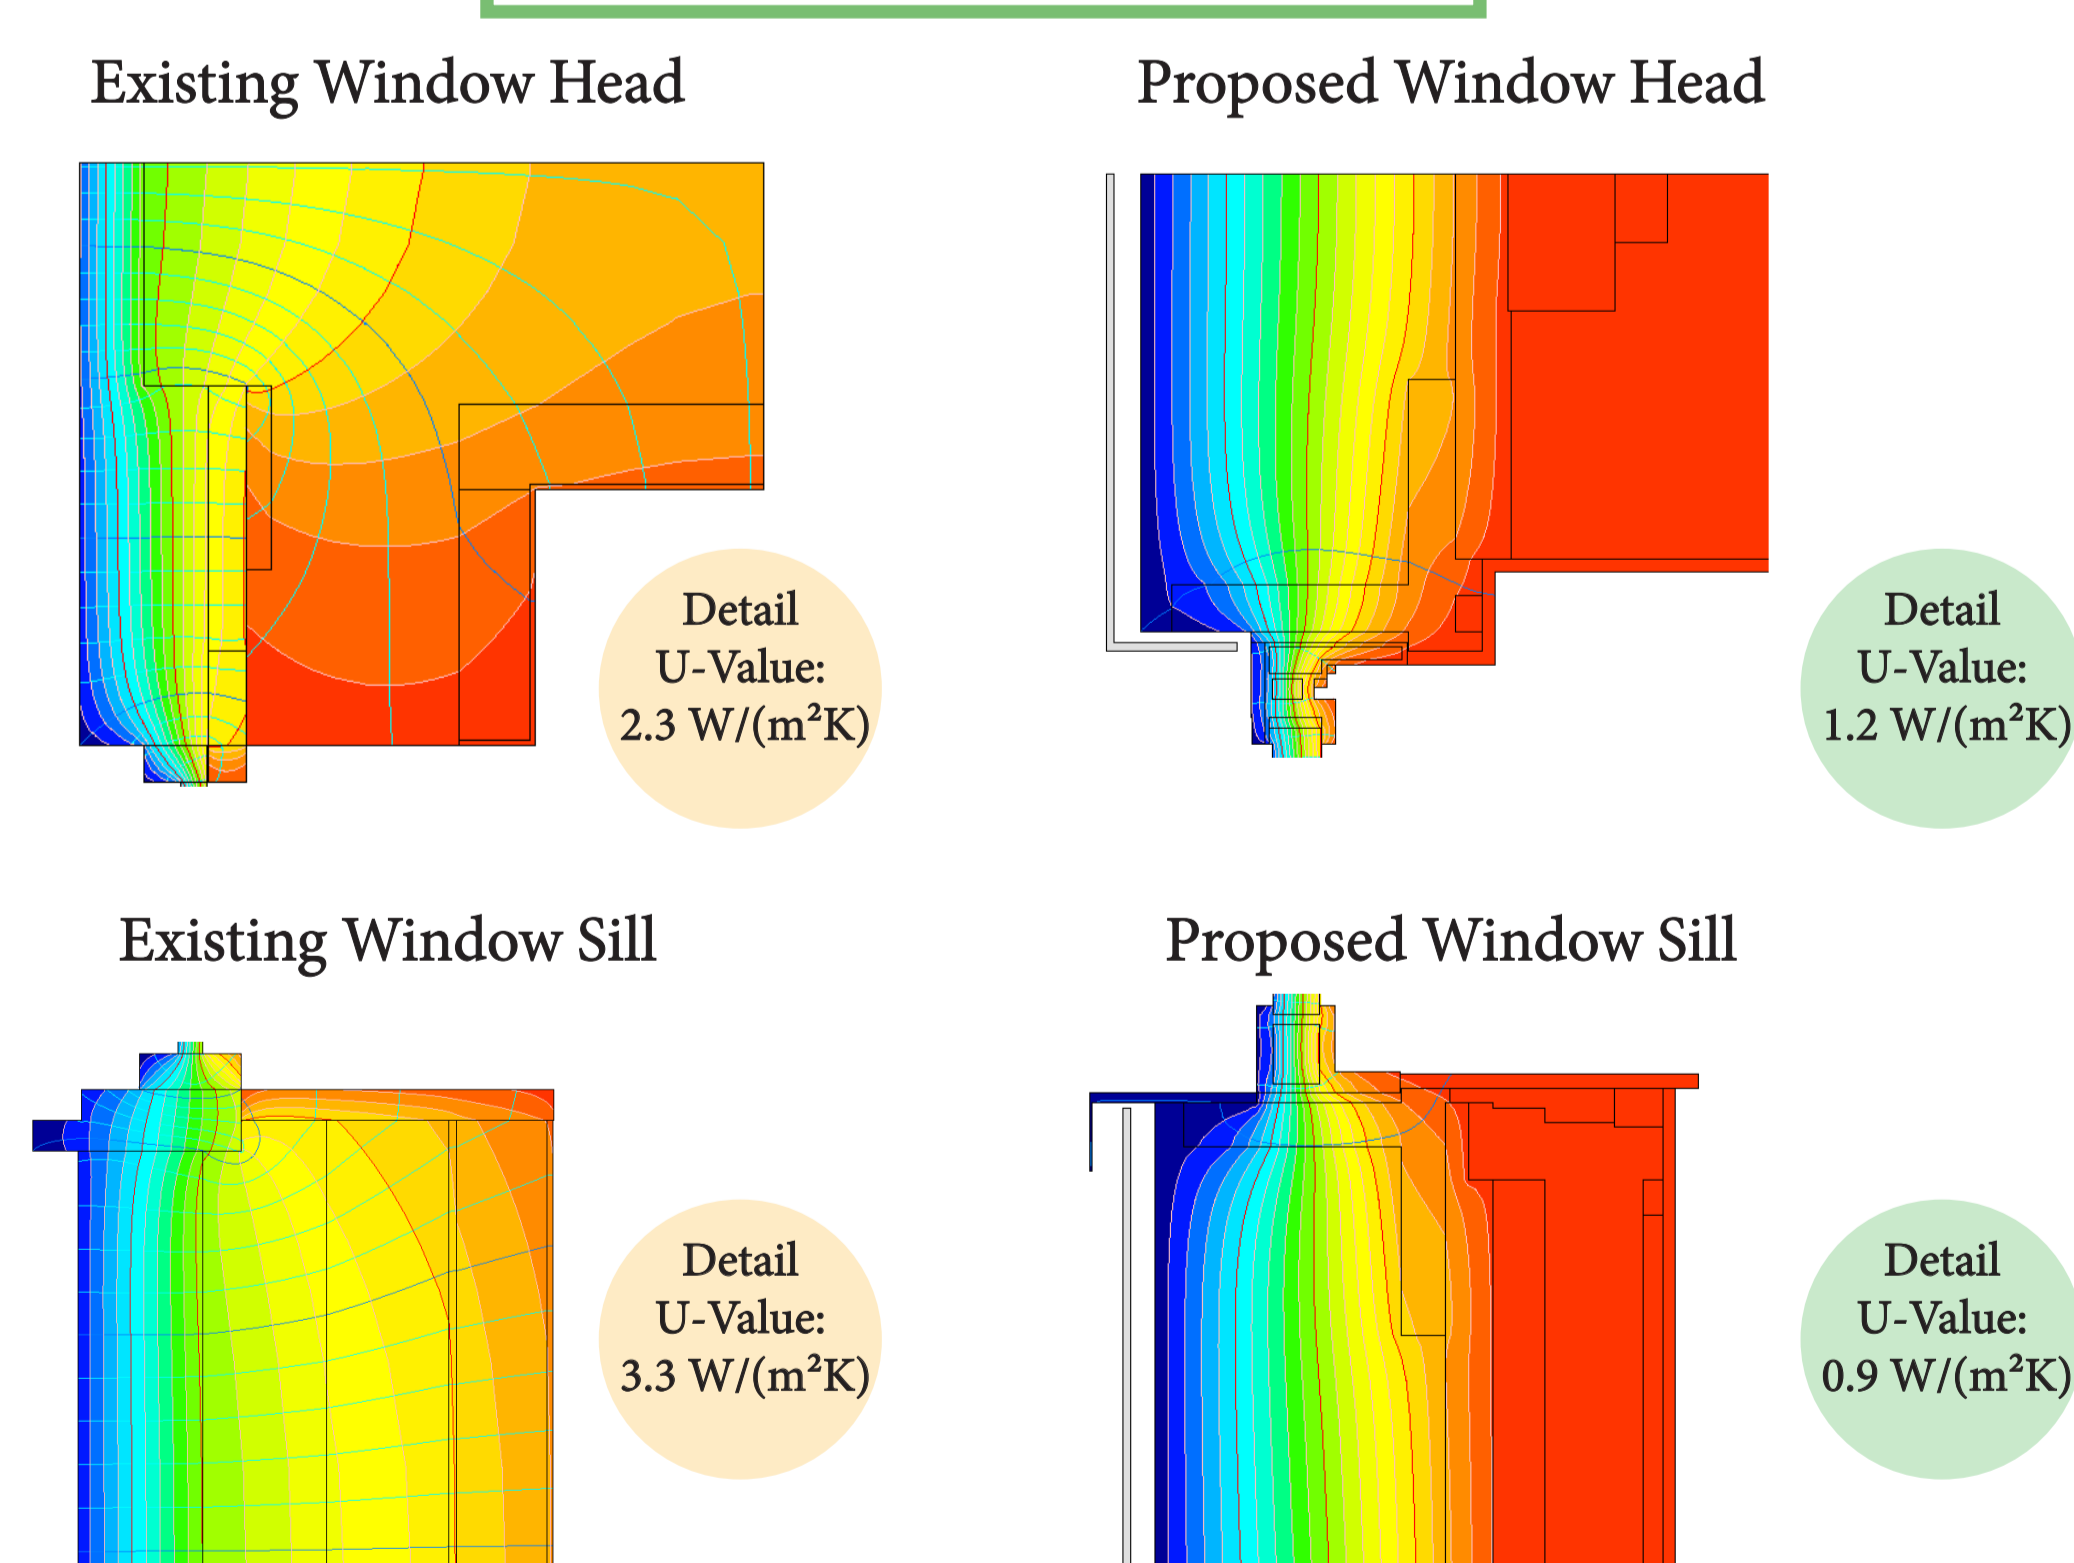 Existing Window Head
Proposed Window Head
Detail
U-Value:
2.3 W/(m²K)
Detail
U-Value:
1.2 W/(m²K)
Existing Window Sill
Proposed Window Sill
Detail
U-Value:
3.3 W/(m²K)
Detail
U-Value:
0.9 W/(m²K)